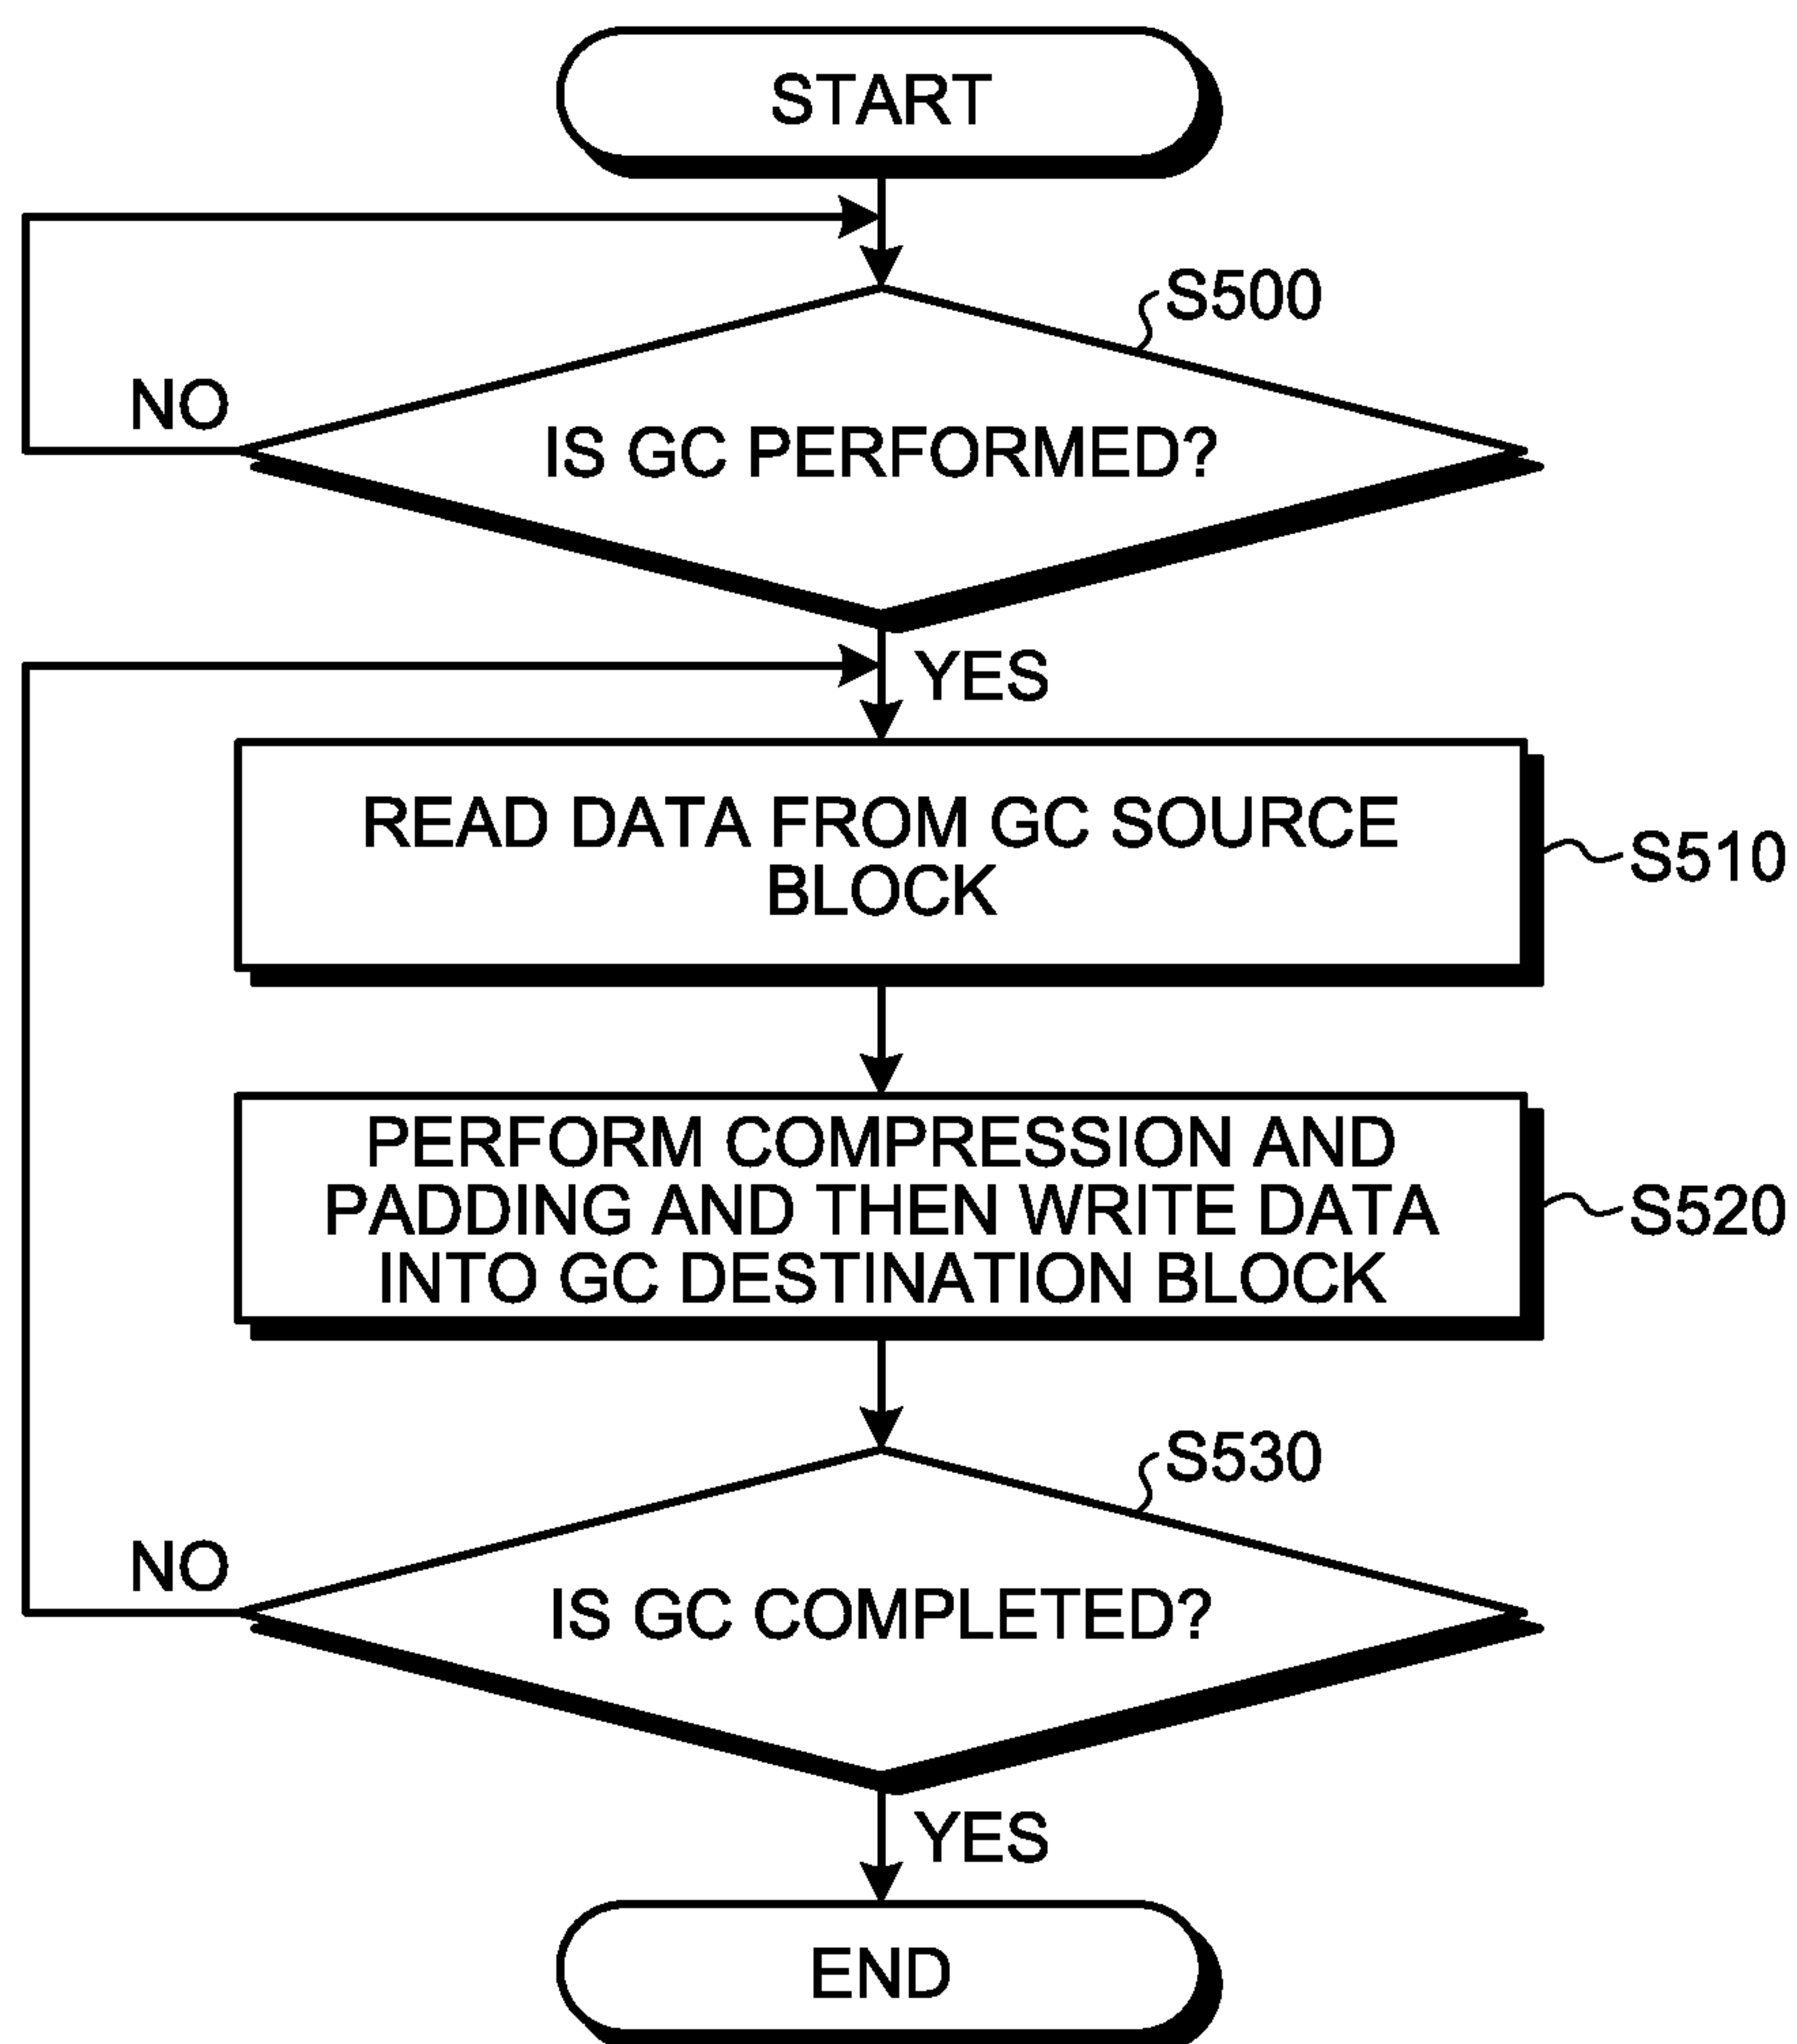 START
S500
NO
IS GC PERFORMED?
YES
READ DATA FROM GC SOURCE
BLOCK
S510
PERFORM COMPRESSION AND
PADDING AND THEN WRITE DATA
INTO GC DESTINATION BLOCK
S520
S530
NO
IS GC COMPLETED?
YES
END